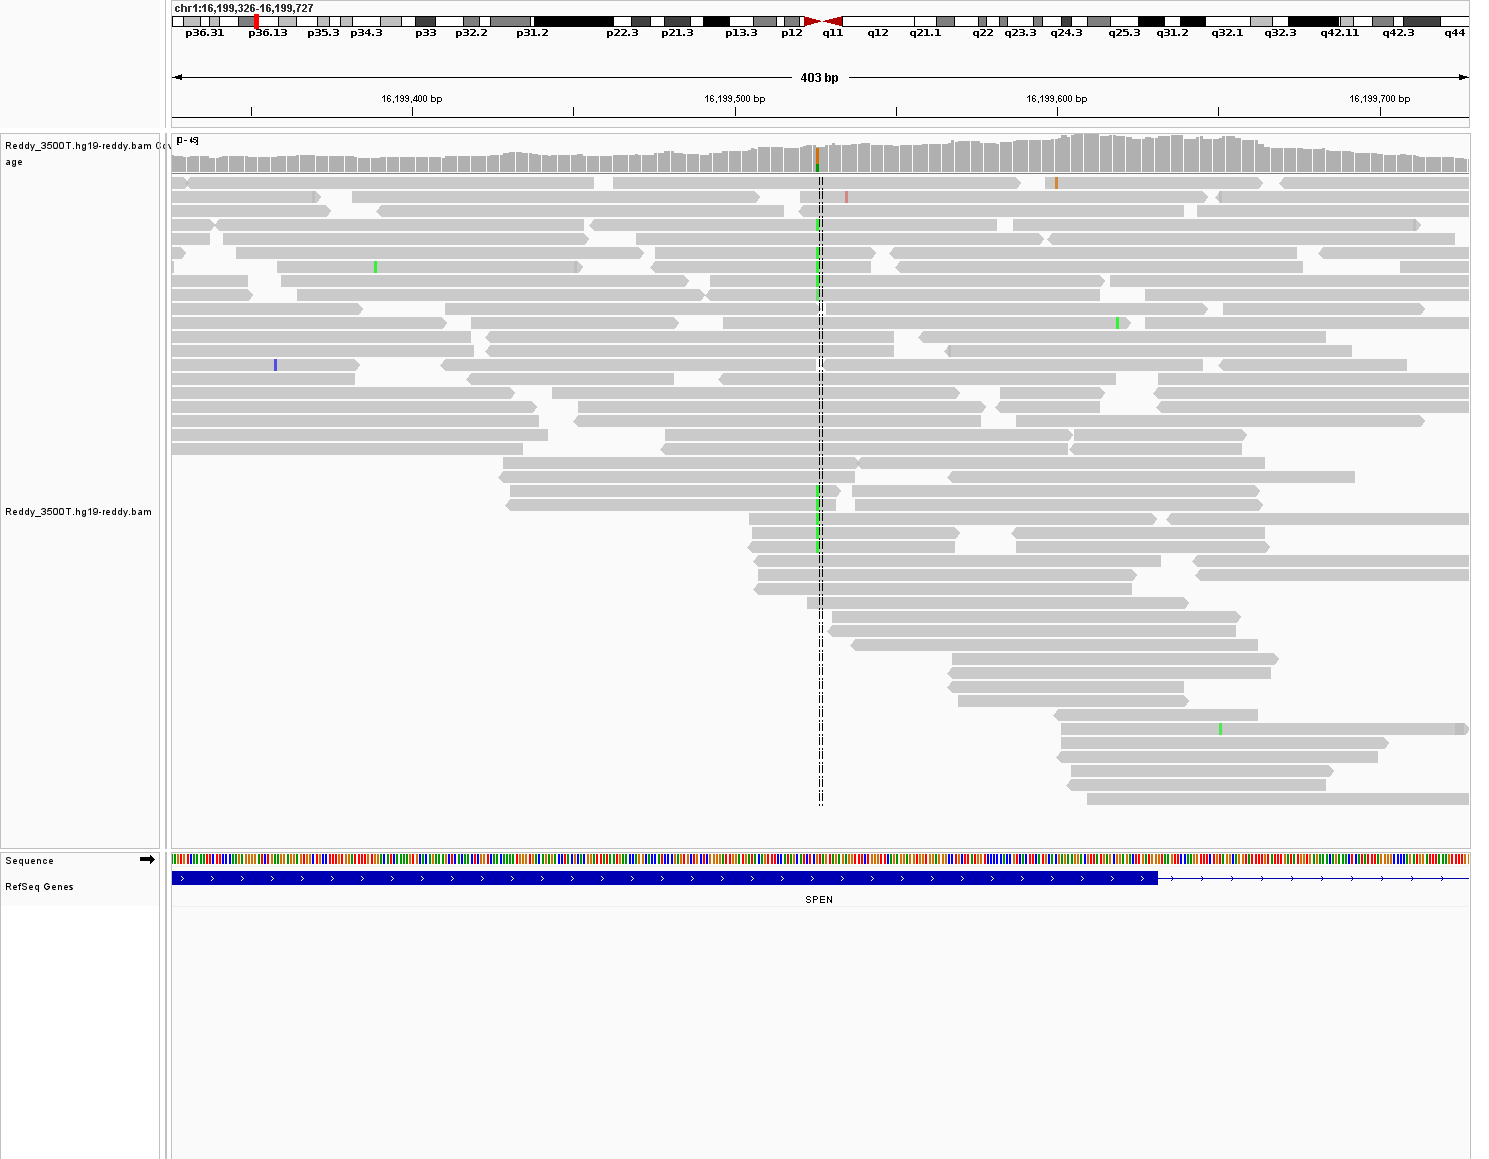 chr1:16,199,326-16,199,727
p36.31 p36.13 p35.3 p34.3 p33 p32.2 p31.2 p22.3 p21.3 p13.3 p12 q11 q12 q21.1 q22 q23.3 q24.3 q25.3 q31.2 q32.1 q32.3 q42.11 q42.3 q44
403 bp
16,199,400 bp 16,199,500 bp 16,199,600 bp 16,199,700 bp
Reddy_3500T.hg19-reddy.bam Cov
age
[0 - 45]
Reddy_3500T.hg19-reddy.bam
Sequence
RefSeq Genes
SPEN